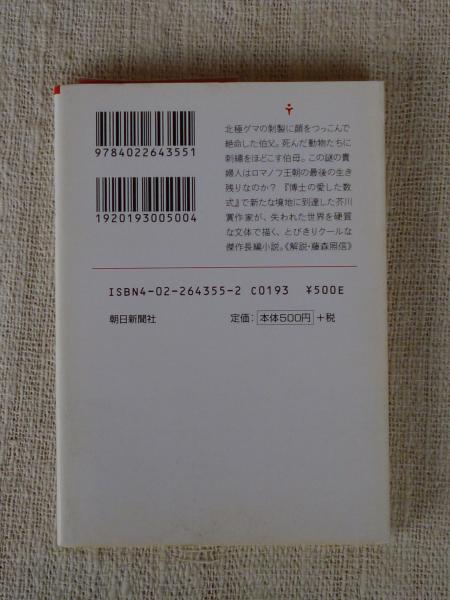 9784022643551
1920193005004
北極グマの剝製に顔をつっこんで
絶命した伯父。死んだ動物たちに
刺繡をほどこす伯母。この謎の貴
婦人はロマノフ王朝の最後の生き
残りなのか？『博士の愛した数
式』で新たな境地に到達した芥川
賞作家が、失われた世界を硬質
な文体で描く、とびきりクールな
傑作長編小説。《解説・藤森照信》
ISBN4-02-264355-2 C0193 ¥500E
朝日新聞社
定価：本体500円＋税